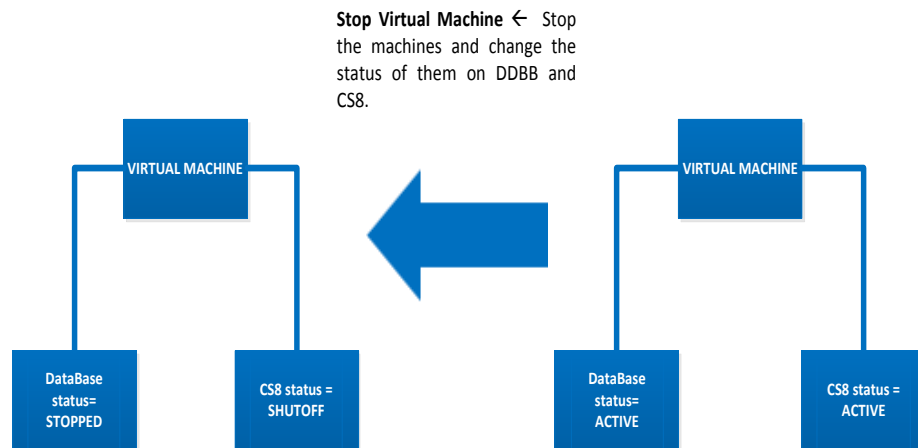 Stop Virtual Machine ← Stop
the machines and change the
status of them on DDBB and
CS8.
VIRTUAL MACHINE
VIRTUAL MACHINE
DataBase
status=
STOPPED
CS8 status =
SHUTOFF
DataBase
status=
ACTIVE
CS8 status =
ACTIVE